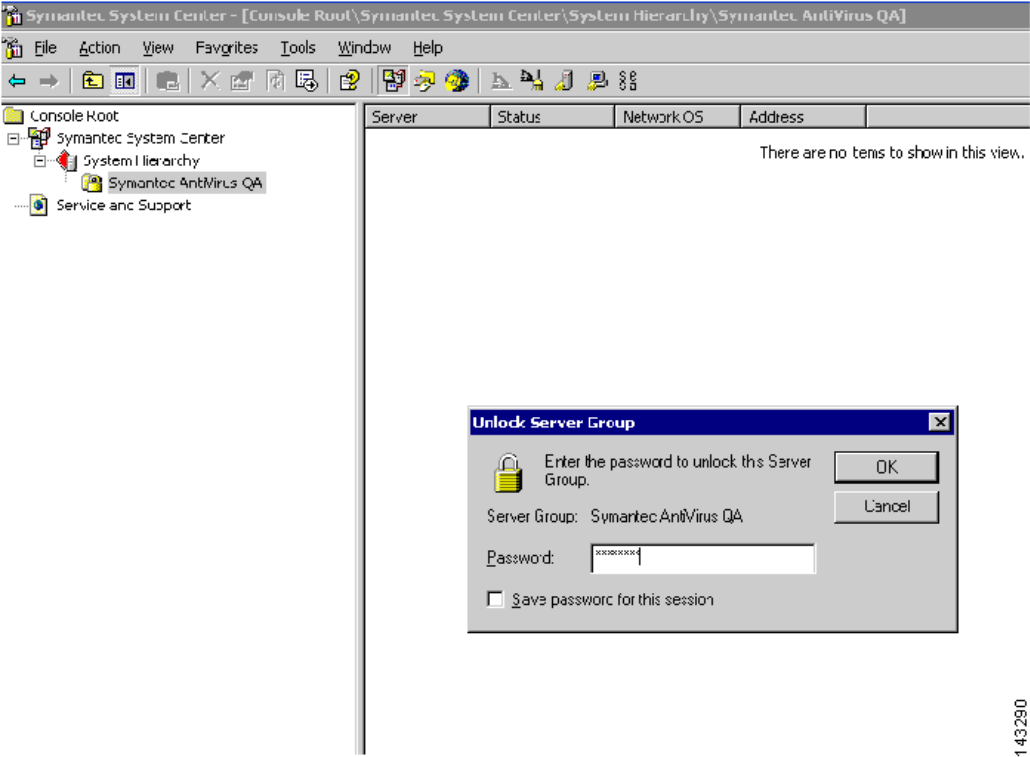 Symantec System Center - [Console Root\Symantec System Center\System Hierarchy\Symantec AntiVirus QA]
File Action View Favorites Tools Window Help
Console Root
Symantec System Center
System Hierarchy
Symantec AntiVirus QA
Service and Support
Server Status Network OS Address
There are no items to show in this view.
Unlock Server Group
Enter the password to unlock this Server
Group.
Server Group: Symantec AntiVirus QA
Password: ********
Save password for this session
OK
Cancel
143290